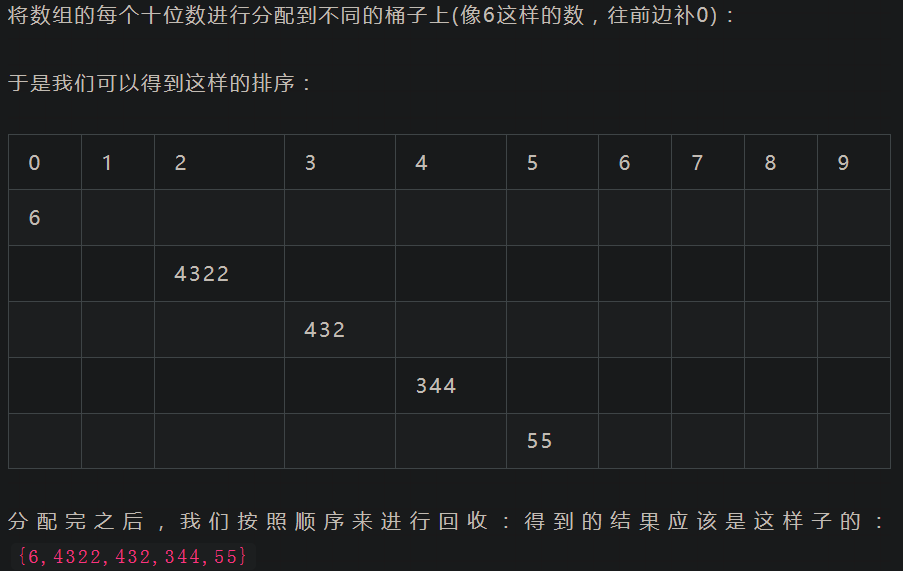 将数组的每个十位数进行分配到不同的桶子上(像6这样的数，往前边补0)：
于是我们可以得到这样的排序：
0 1 2 3 4 5 6 7 8 9
6
4322
432
344
55
分配完之后，我们按照顺序来进行回收：得到的结果应该是这样子的：
{6,4322,432,344,55}